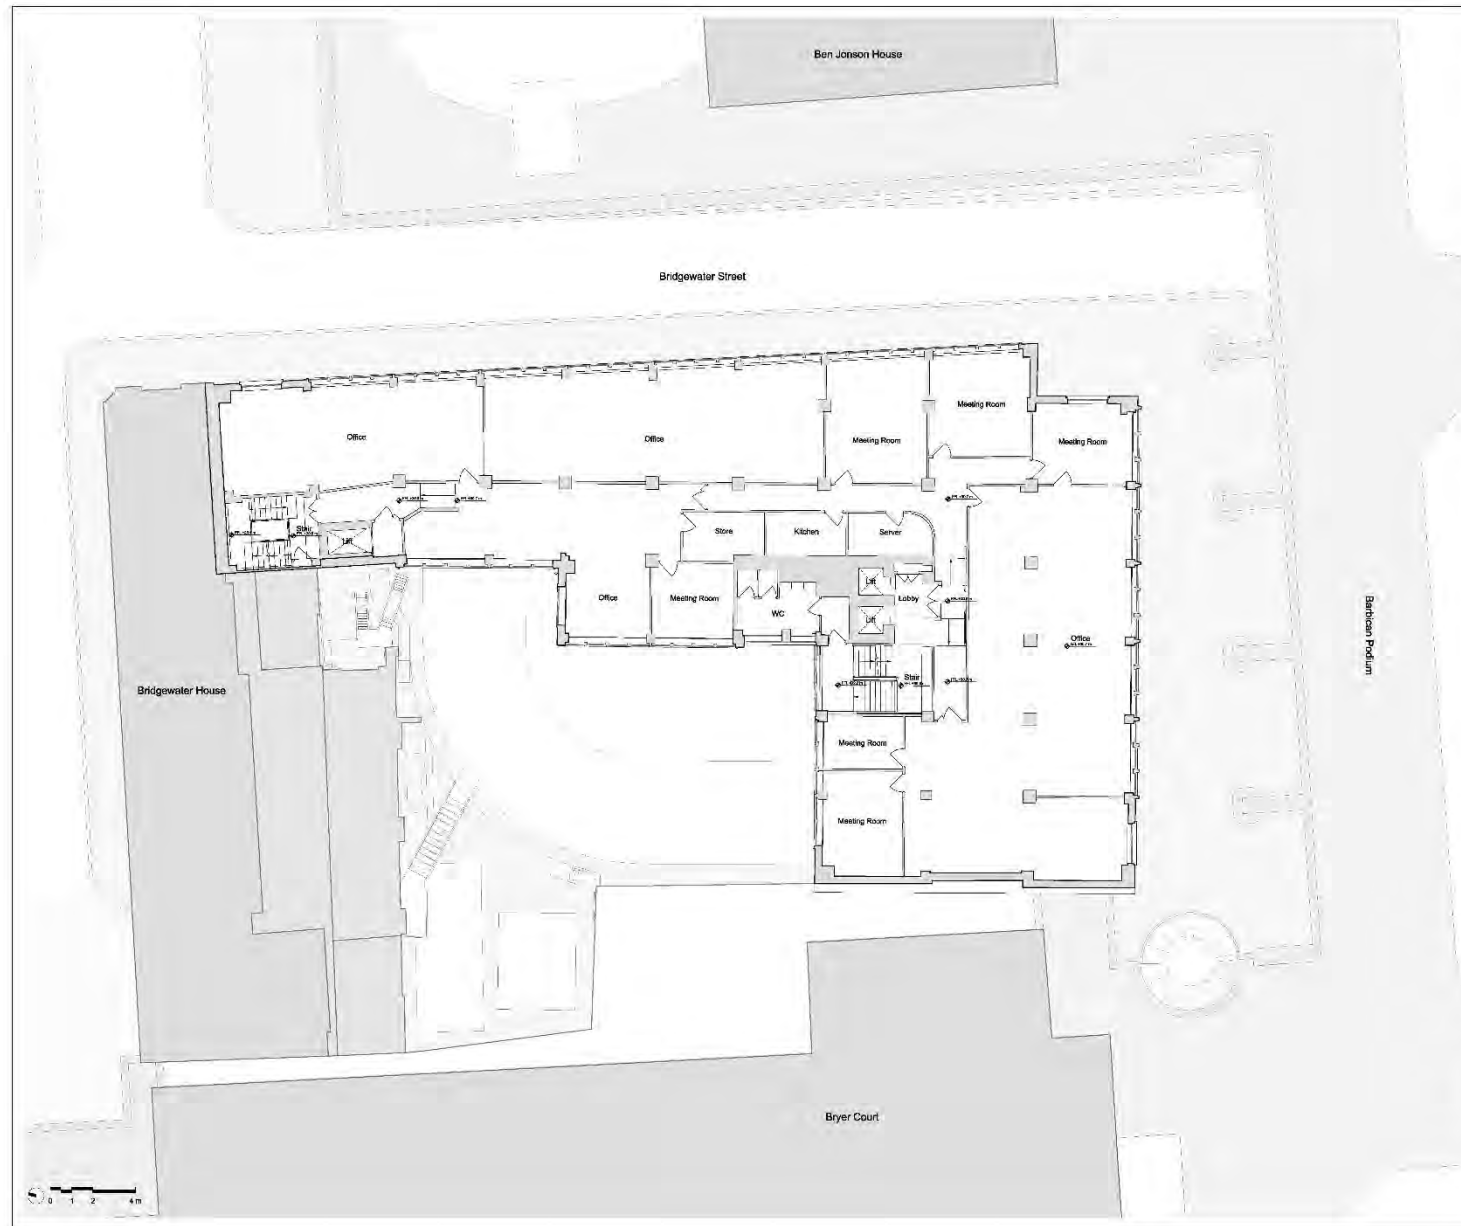 Ben Jonson House
Bridgewater Street
Meeting Room
Office
Office
Meeting Room
Meeting Room
Stair
Lift
Store
Kitchen
Server
Lift
Lobby
Office
Meeting Room
WC
Lift
Office
Barbican Podium
Stair
Bridgewater House
Meeting Room
Meeting Room
Bryer Court
0 1 2 4m